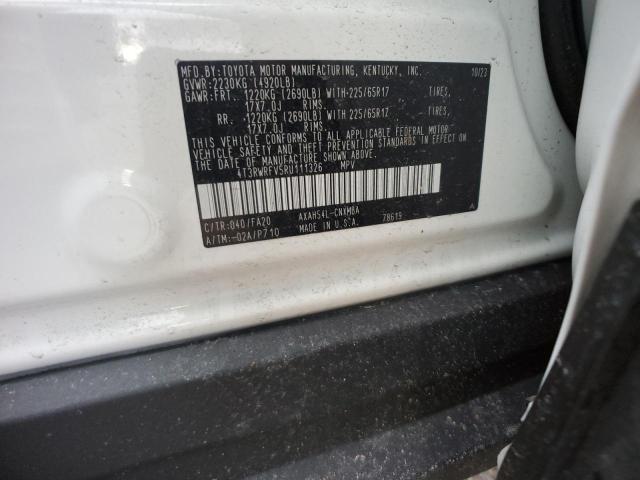 MFD. BY: TOYOTA MOTOR MANUFACTURING, KENTUCKY, INC. 10/23
GVWR: 2230KG (4920LB)
GAWR: FRT. 1220KG (2690LB) WITH 225/65R17 TIRES,
17X7.0J RIMS,
RR. 1220KG (2690LB) WITH 225/65R17 TIRES,
17X7.0J RIMS,
THIS VEHICLE CONFORMS TO ALL APPLICABLE FEDERAL MOTOR
VEHICLE SAFETY AND THEFT PREVENTION STANDARDS IN EFFECT ON
THE DATE OF MANUFACTURE SHOWN ABOVE.
4T3RWRFV5RU111326 MPV
C/TR: 040/FA20 AXAH54L-CNXMBA A
A/TM: -02A/P710 MADE IN U.S.A. 78619